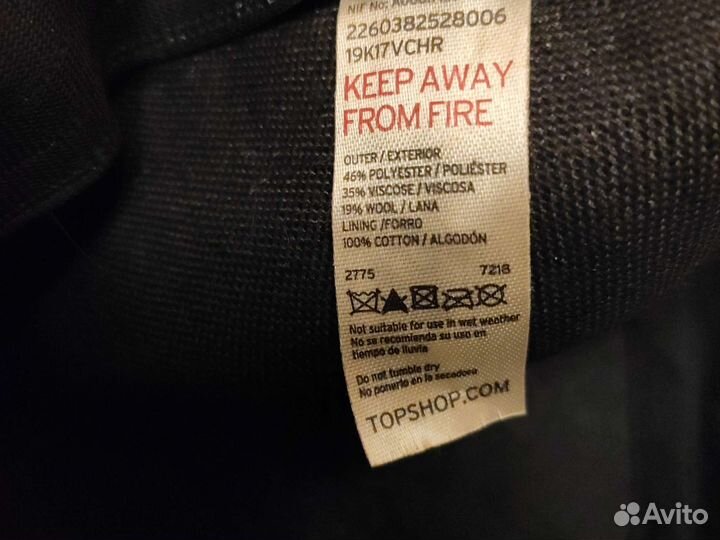 NIF No:
2260382528006
19K17VCHR
KEEP AWAY
FROM FIRE
OUTER / EXTERIOR
46% POLYESTER / POLIÉSTER
35% VISCOSE / VISCOSA
19% WOOL / LANA
LINING /FORRO
100% COTTON / ALGODÓN
2775 7218
Not suitable for use in wet weather
No se recomienda su uso en
tiempo de lluvia
Do not tumble dry
No ponerlo en la secadora
TOPSHOP.COM
Avito